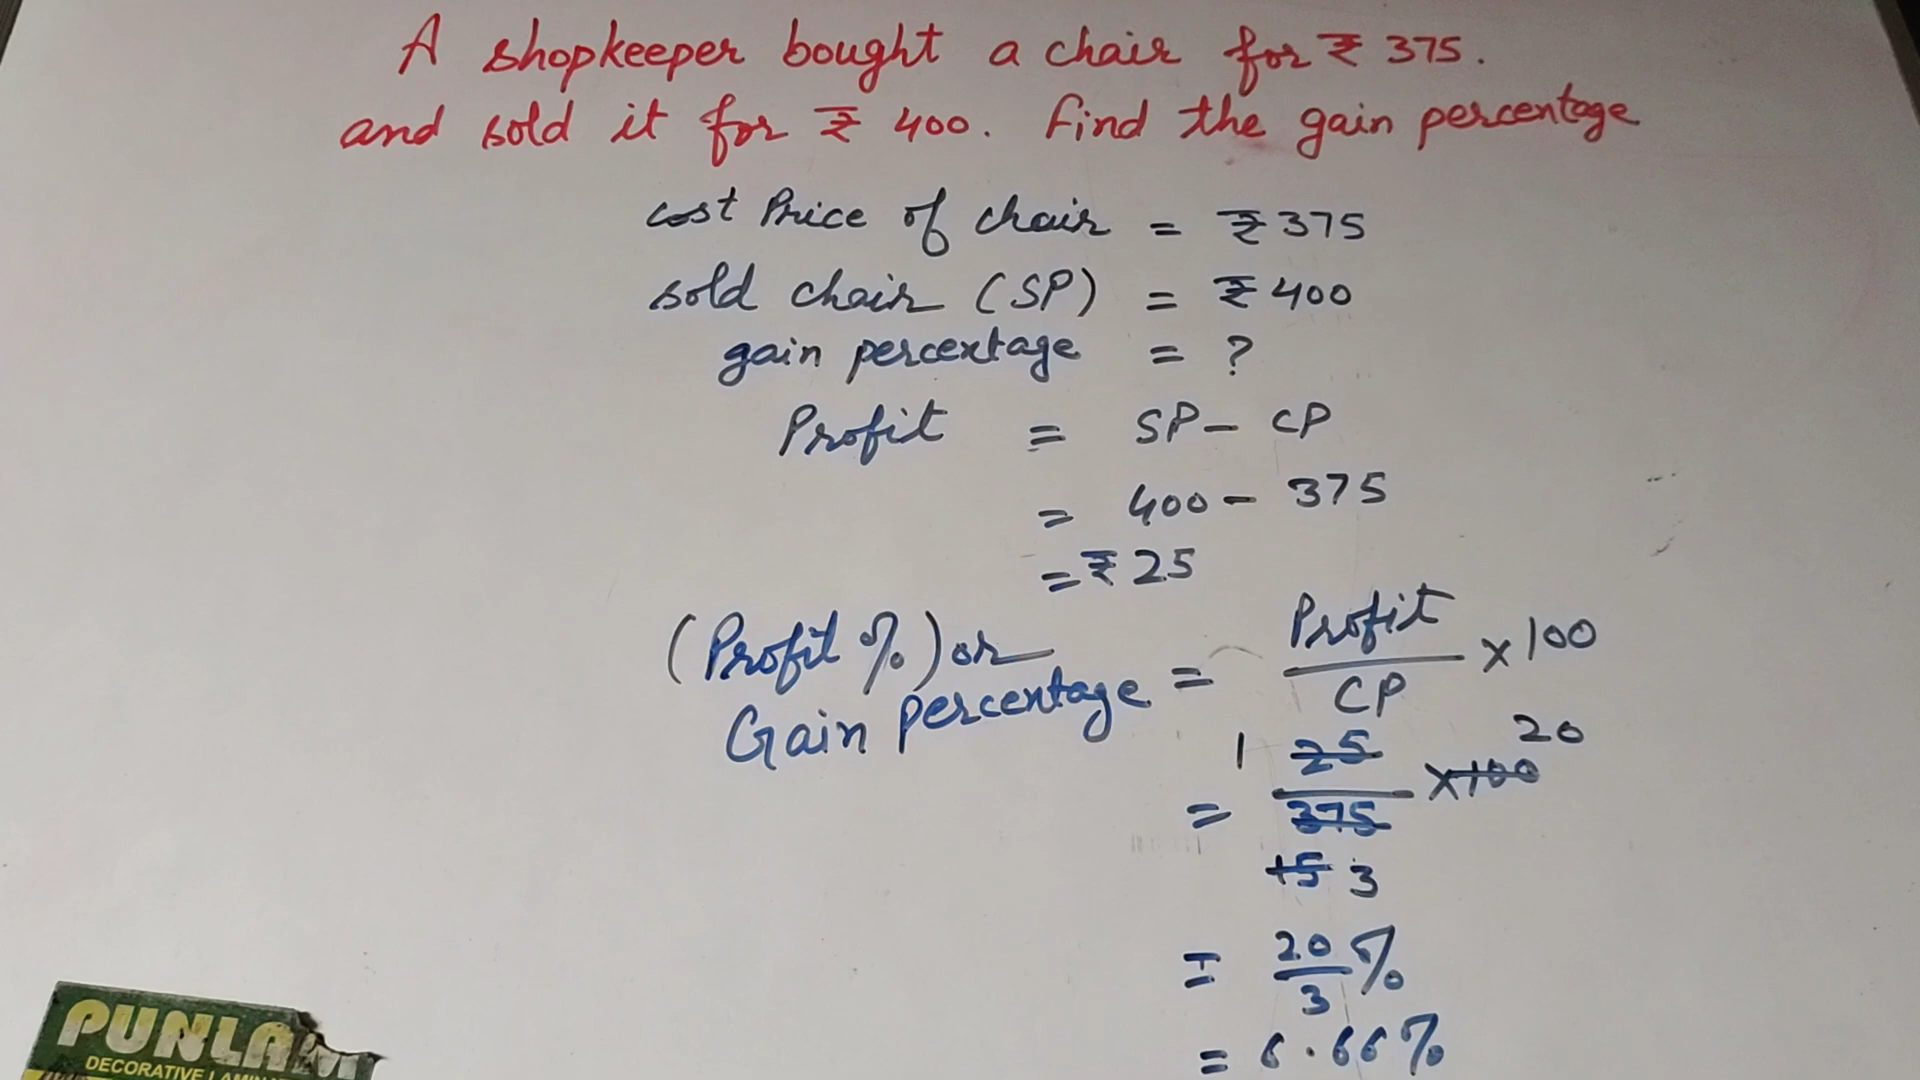 A shopkeeper bought a chair for ₹ 375.
and sold it for ₹ 400. Find the gain percentage
cost Price of chair = ₹ 375
sold chair (SP) = ₹ 400
gain percentage = ?
Profit = SP - CP
= 400 - 375
= ₹ 25
(Profit %) or
Gain percentage = Profit / CP × 100
= 1 25 / 375 × 100 20
15 3
= 20 / 3 %
= 6.66%
PUNLAM
DECORATIVE